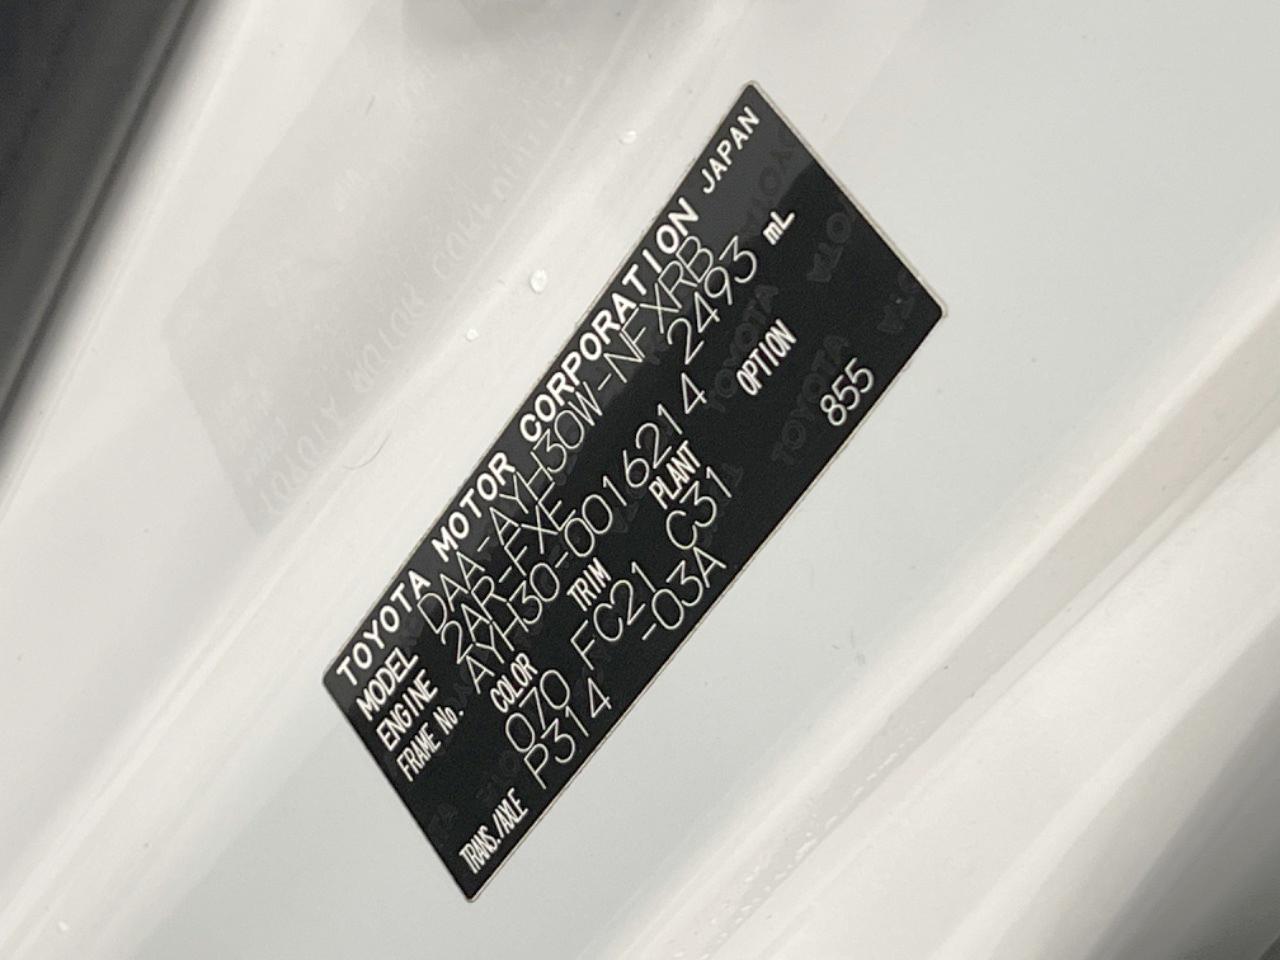 TOYOTA MOTOR CORPORATION JAPAN
MODEL DAA-AYH30W-NFXRB
ENGINE 2AR-FXE 2493 mL
FRAME No. AYH30-0016214
COLOR TRIM PLANT OPTION
070 FC21 C31 855
TRANS./AXLE P314 -03A